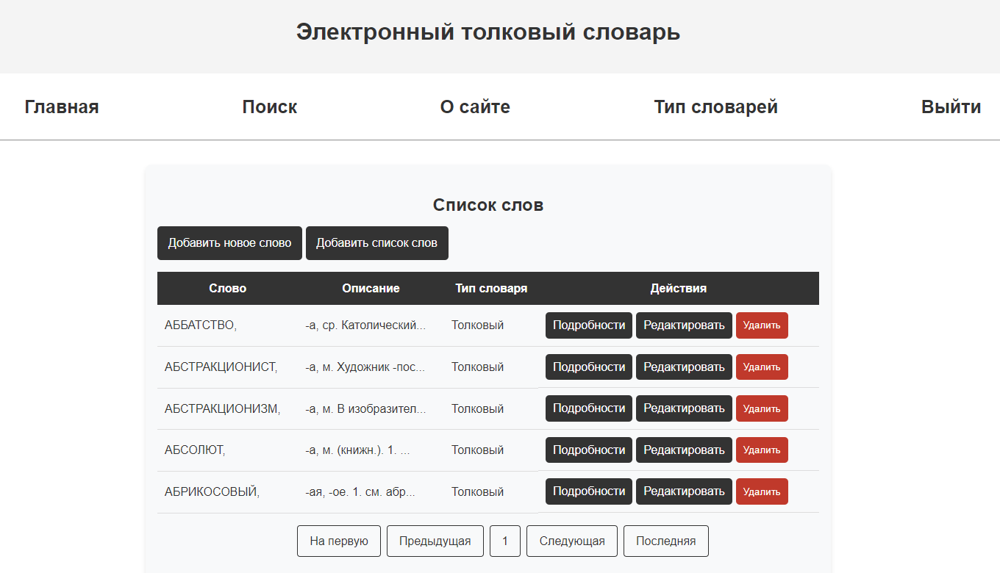 Электронный толковый словарь
Главная Поиск О сайте Тип словарей Выйти
Список слов
Добавить новое слово Добавить список слов
Слово Описание Тип словаря Действия
АББАТСТВО, -а, ср. Католический... Толковый Подробности Редактировать Удалить
АБСТРАКЦИОНИСТ, -а, м. Художник -пос... Толковый Подробности Редактировать Удалить
АБСТРАКЦИОНИЗМ, -а, м. В изобразител... Толковый Подробности Редактировать Удалить
АБСОЛЮТ, -а, м. (книжн.). 1. ... Толковый Подробности Редактировать Удалить
АБРИКОСОВЫЙ, -ая, -ое. 1. см. абр... Толковый Подробности Редактировать Удалить
На первую Предыдущая 1 Следующая Последняя